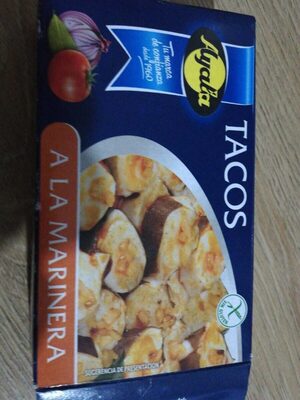 Ayala
Tu marca
de confianza
desde 1960
TACOS
A LA MARINERA
SUGERENCIA DE PRESENTACIÓN